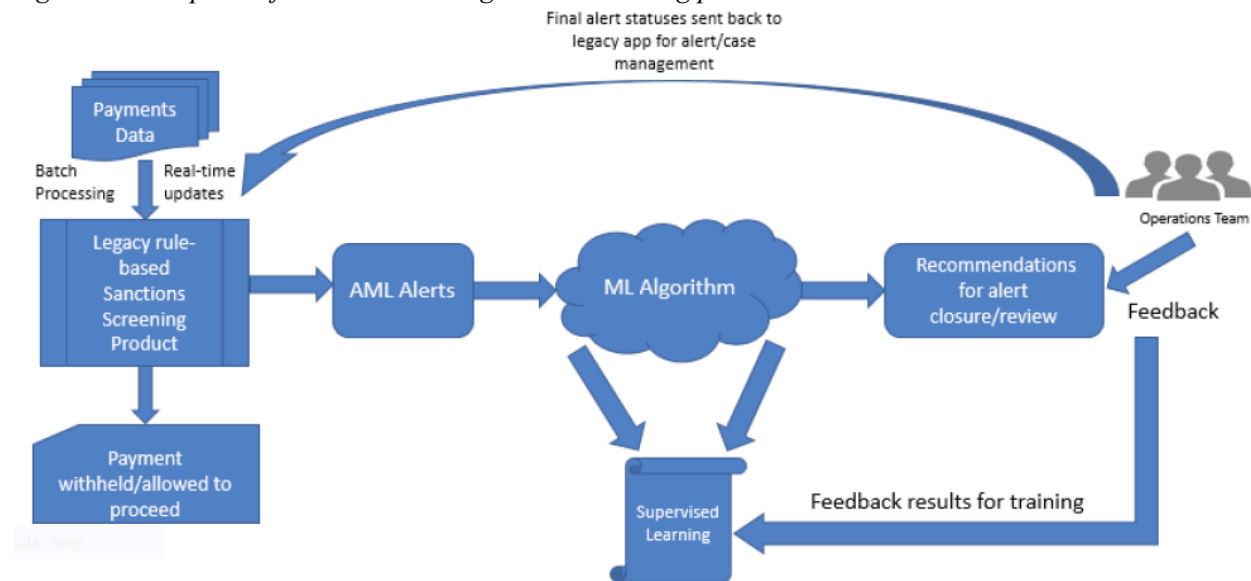 Final alert statuses sent back to
legacy app for alert/case
management
Payments
Data
Batch
Processing
Real-time
updates
Legacy rule-
based
Sanctions
Screening
Product
AML Alerts
ML Algorithm
Recommendations
for alert
closure/review
Operations Team
Feedback
Payment
withheld/allowed to
proceed
Supervised
Learning
Feedback results for training